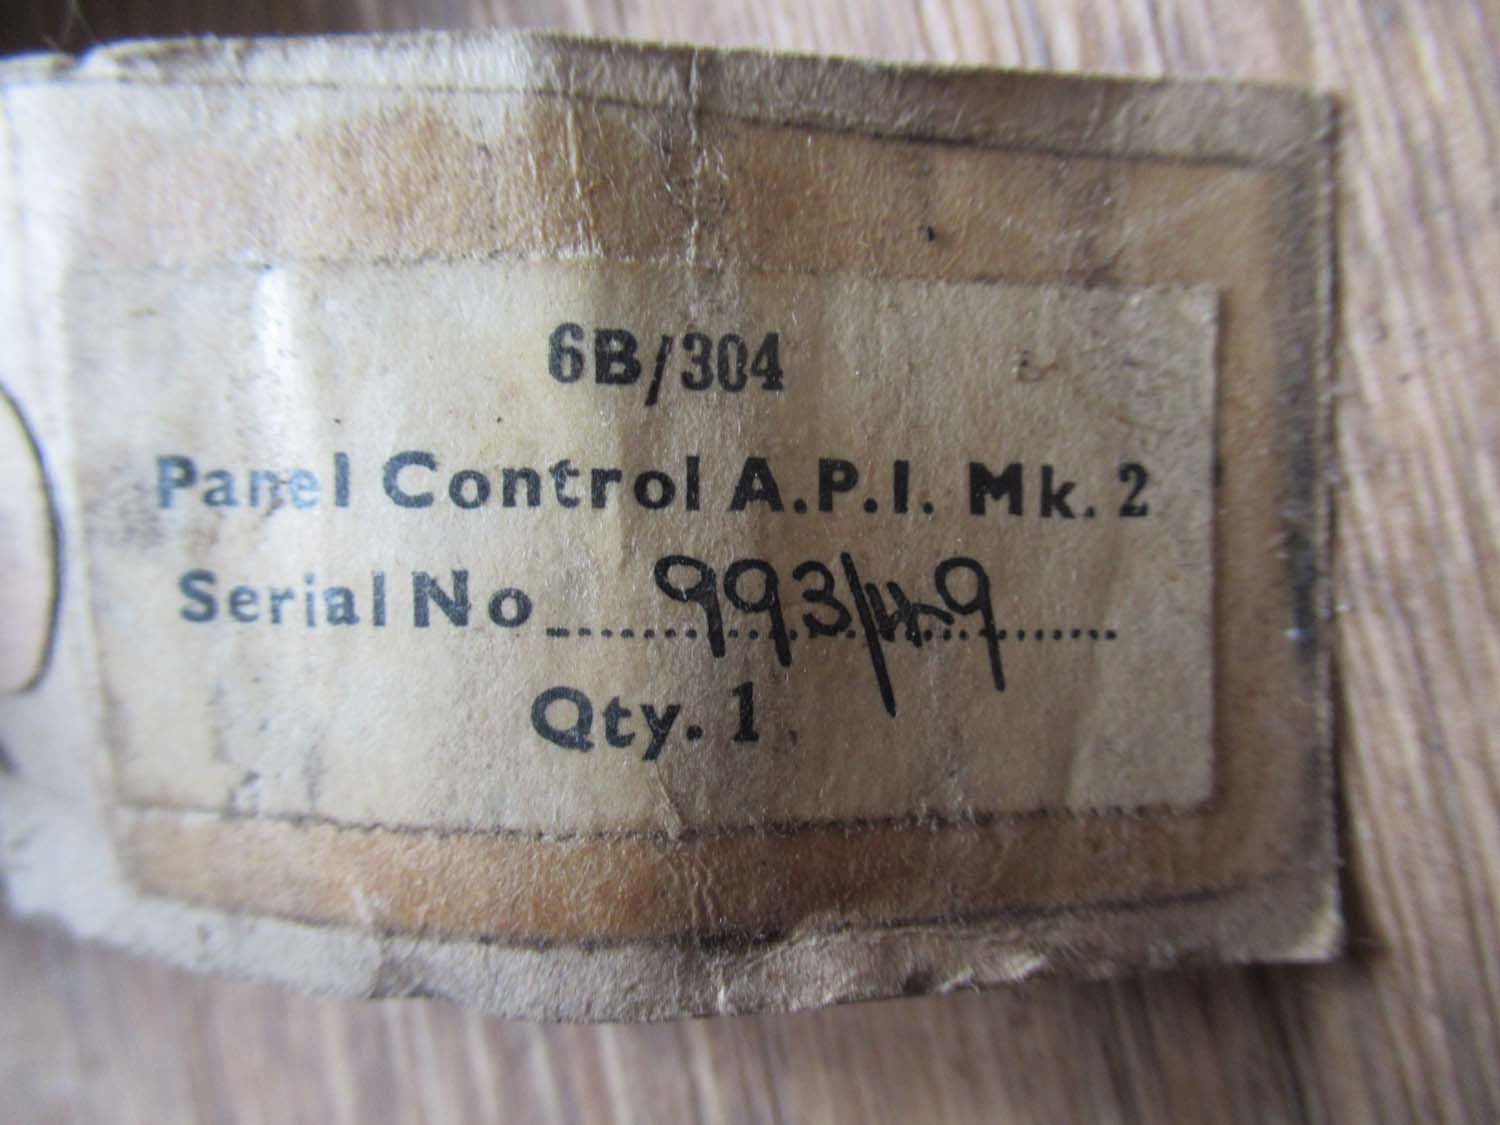 6B/304
Panel Control A.P.I. Mk. 2
Serial No 993/49
Qty. 1